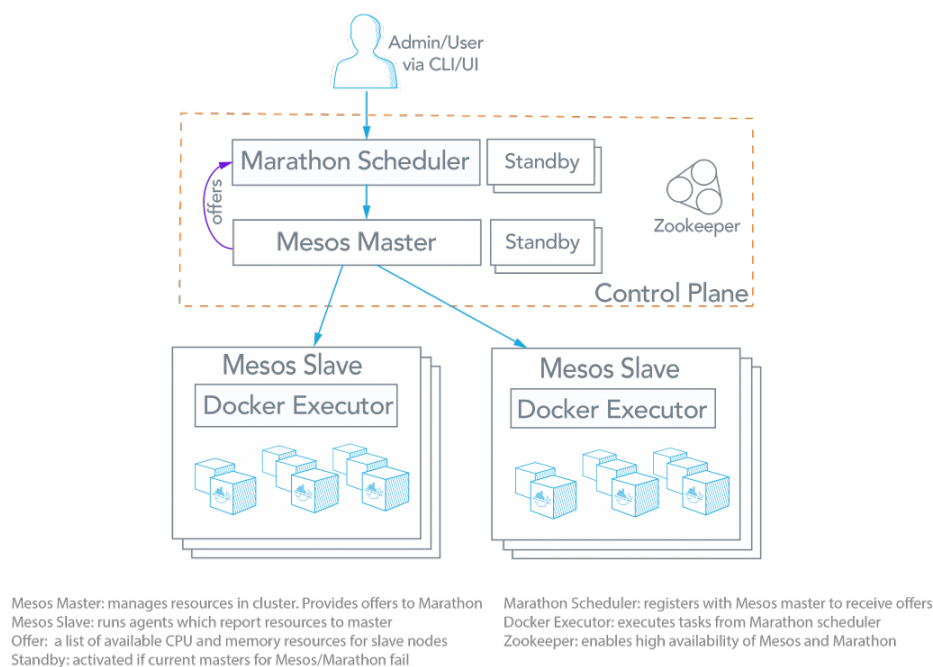 Admin/User
via CLI/UI
Marathon Scheduler
Standby
offers
Zookeeper
Mesos Master
Standby
Control Plane
Mesos Slave
Docker Executor
Mesos Slave
Docker Executor
Mesos Master: manages resources in cluster. Provides offers to Marathon
Mesos Slave: runs agents which report resources to master
Offer:  a list of available CPU and memory resources for slave nodes
Standby: activated if current masters for Mesos/Marathon fail
Marathon Scheduler: registers with Mesos master to receive offers
Docker Executor: executes tasks from Marathon scheduler
Zookeeper: enables high availability of Mesos and Marathon